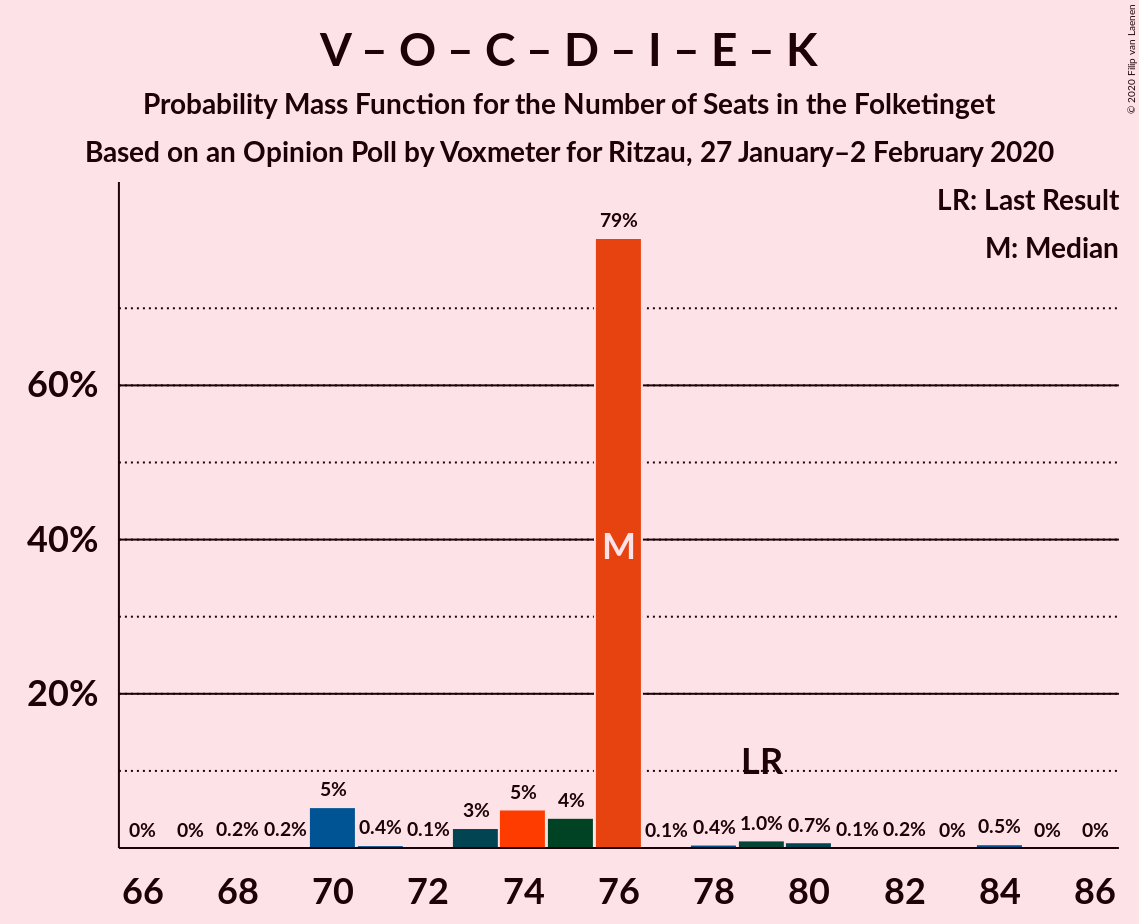 V – O – C – D – I – E – K
Probability Mass Function for the Number of Seats in the Folketinget
Based on an Opinion Poll by Voxmeter for Ritzau, 27 January–2 February 2020
© 2020 Filip van Laenen
LR: Last Result
M: Median
79%
60%
40%
M
20%
LR
0% 0% 0.2% 0.2% 5% 0.4% 0.1% 3% 5% 4% 0.1% 0.4% 1.0% 0.7% 0.1% 0.2% 0% 0.5% 0% 0%
66 68 70 72 74 76 78 80 82 84 86